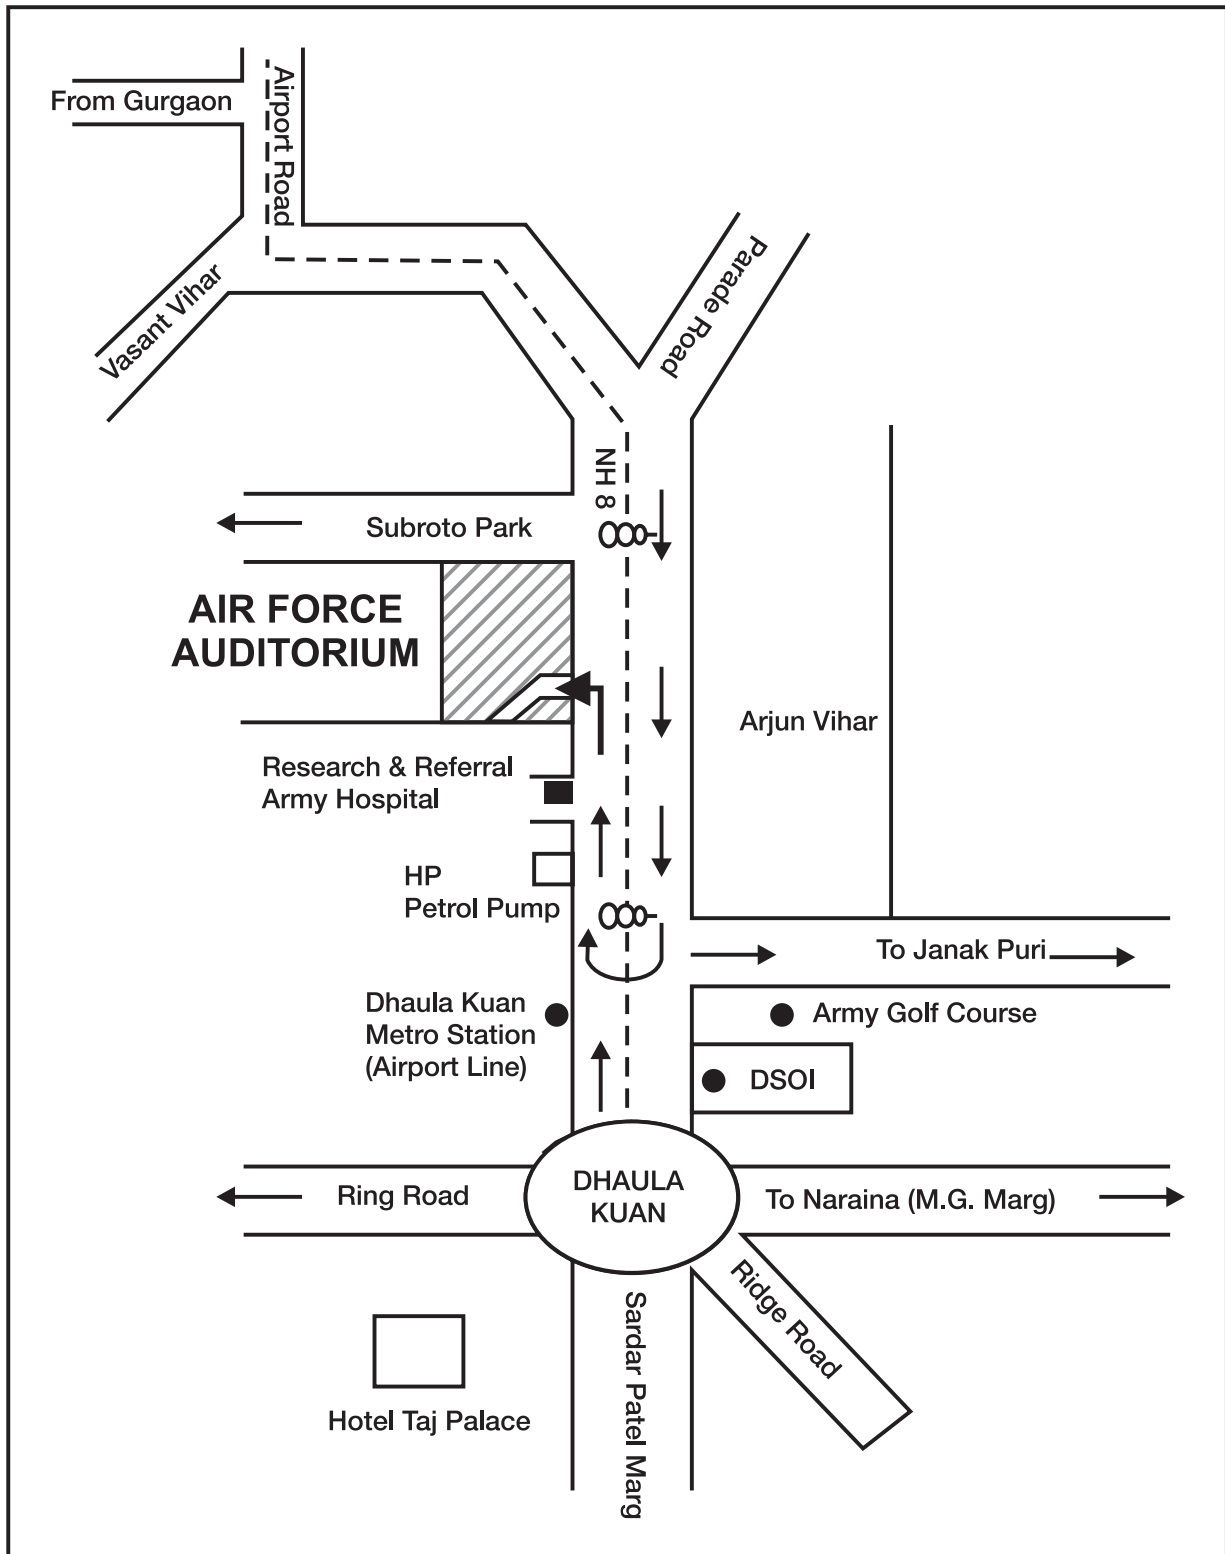 From Gurgaon
Airport Road
Vasant Vihar
Parade Road
NH 8
Subroto Park
AIR FORCE
AUDITORIUM
Arjun Vihar
Research & Referral
Army Hospital
HP
Petrol Pump
To Janak Puri
Dhaula Kuan
Metro Station
(Airport Line)
Army Golf Course
DSOI
Ring Road
DHAULA
KUAN
To Naraina (M.G. Marg)
Ridge Road
Sardar Patel Marg
Hotel Taj Palace